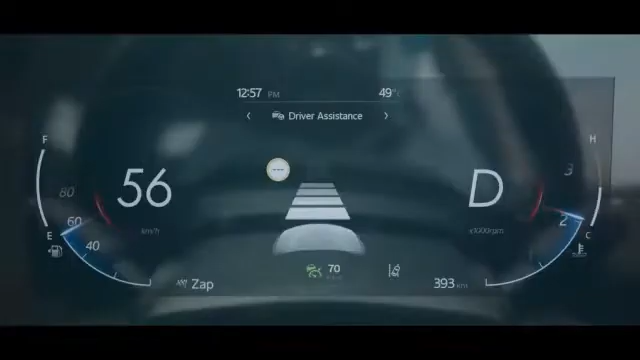 12:57 PM 49°C
< Driver Assistance >
F
H
80
3
56
D
60
2
km/h
x1000rpm
E
C
40
70
Zap
393 km